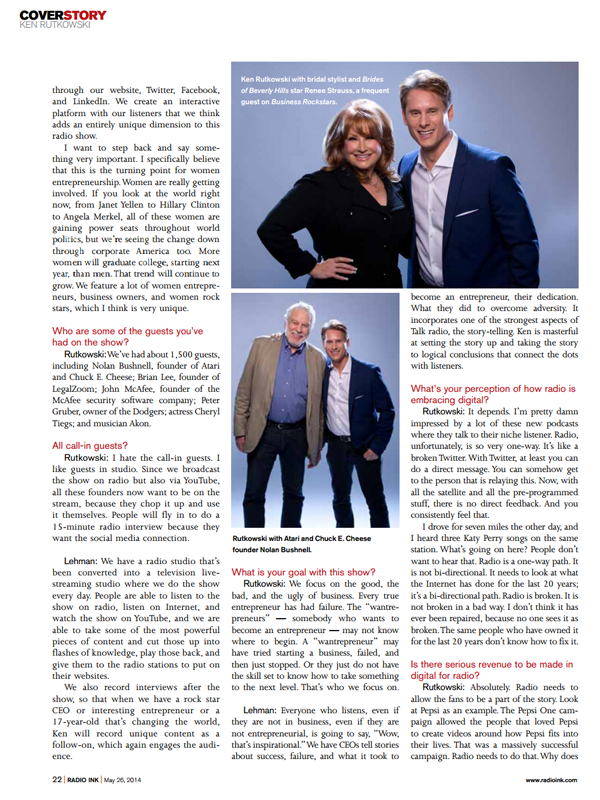 COVERSTORY
KEN RUTKOWSKI
through our website, Twitter, Facebook,
and LinkedIn. We create an interactive
platform with our listeners that we think
adds an entirely unique dimension to this
radio show.
I want to step back and say some-
thing very important. I specifically believe
that this is the turning point for women
entrepreneurship. Women are really getting
involved. If you look at the world right
now, from Janet Yellen to Hillary Clinton
to Angela Merkel, all of these women are
gaining power seats throughout world
politics, but we're seeing the change down
through corporate America too. More
women will graduate college, starting next
year, than men. That trend will continue to
grow. We feature a lot of women entrepre-
neurs, business owners, and women rock
stars, which I think is very unique.
Who are some of the guests you've
had on the show?
Rutkowski: We've had about 1,500 guests,
including Nolan Bushnell, founder of Atari
and Chuck E. Cheese; Brian Lee, founder of
LegalZoom; John McAfee, founder of the
McAfee security software company; Peter
Gruber, owner of the Dodgers; actress Cheryl
Tiegs; and musician Akon.
All call-in guests?
Rutkowski: I hate the call-in guests. I
like guests in studio. Since we broadcast
the show on radio but also via YouTube,
all these founders now want to be on the
stream, because they chop it up and use
it themselves. People will fly in to do a
15-minute radio interview because they
want the social media connection.
Lehman: We have a radio studio that's
been converted into a television live-
streaming studio where we do the show
every day. People are able to listen to the
show on radio, listen on Internet, and
watch the show on YouTube, and we are
able to take some of the most powerful
pieces of content and cut those up into
flashes of knowledge, play those back, and
give them to the radio stations to put on
their websites.
We also record interviews after the
show, so that when we have a rock star
CEO or interesting entrepreneur or a
17-year-old that's changing the world,
Ken will record unique content as a
follow-on, which again engages the audi-
ence.
Ken Rutkowski with bridal stylist and Brides
of Beverly Hills star Renee Strauss, a frequent
guest on Business Rockstars.
Rutkowski with Atari and Chuck E. Cheese
founder Nolan Bushnell.
What is your goal with this show?
Rutkowski: We focus on the good, the
bad, and the ugly of business. Every true
entrepreneur has had failure. The "wantre-
preneurs" — somebody who wants to
become an entrepreneur — may not know
where to begin. A "wantrepreneur" may
have tried starting a business, failed, and
then just stopped. Or they just do not have
the skill set to know how to take something
to the next level. That's who we focus on.
Lehman: Everyone who listens, even if
they are not in business, even if they are
not entrepreneurial, is going to say, "Wow,
that's inspirational." We have CEOs tell stories
about success, failure, and what it took to
become an entrepreneur, their dedication.
What they did to overcome adversity. It
incorporates one of the strongest aspects of
Talk radio, the story-telling. Ken is masterful
at setting the story up and taking the story
to logical conclusions that connect the dots
with listeners.
What's your perception of how radio is
embracing digital?
Rutkowski: It depends. I'm pretty damn
impressed by a lot of these new podcasts
where they talk to their niche listener. Radio,
unfortunately, is so very one-way. It's like a
broken Twitter. With Twitter, at least you can
do a direct message. You can somehow get
to the person that is relaying this. Now, with
all the satellite and all the pre-programmed
stuff, there is no direct feedback. And you
consistently feel that.
I drove for seven miles the other day, and
I heard three Katy Perry songs on the same
station. What's going on here? People don't
want to hear that. Radio is a one-way path. It
is not bi-directional. It needs to look at what
the Internet has done for the last 20 years;
it's a bi-directional path. Radio is broken. It is
not broken in a bad way. I don't think it has
ever been repaired, because no one sees it as
broken. The same people who have owned it
for the last 20 years don't know how to fix it.
Is there serious revenue to be made in
digital for radio?
Rutkowski: Absolutely. Radio needs to
allow the fans to be a part of the story. Look
at Pepsi as an example. The Pepsi One cam-
paign allowed the people that loved Pepsi
to create videos around how Pepsi fits into
their lives. That was a massively successful
campaign. Radio needs to do that. Why does
22 | RADIO INK | May 26, 2014
www.radioink.com